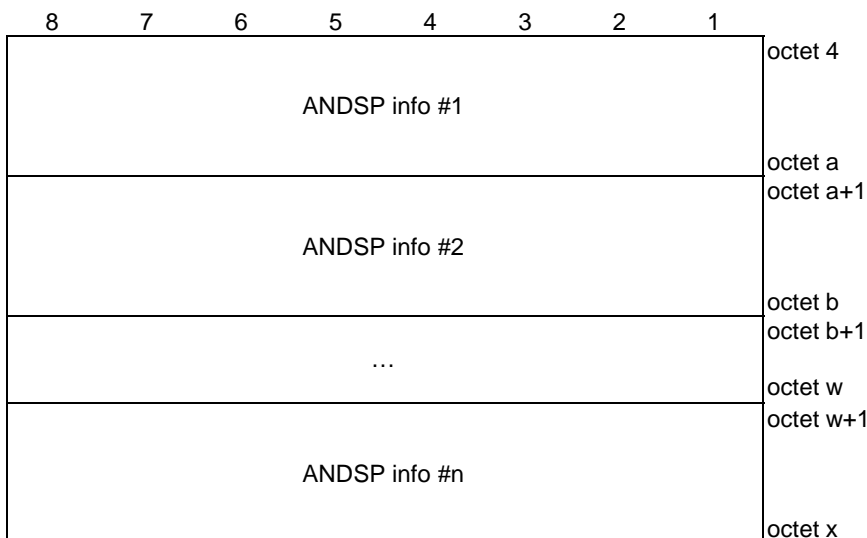 8 7 6 5 4 3 2 1
octet 4
ANDSP info #1
octet a
octet a+1
ANDSP info #2
octet b
octet b+1
…
octet w
octet w+1
ANDSP info #n
octet x